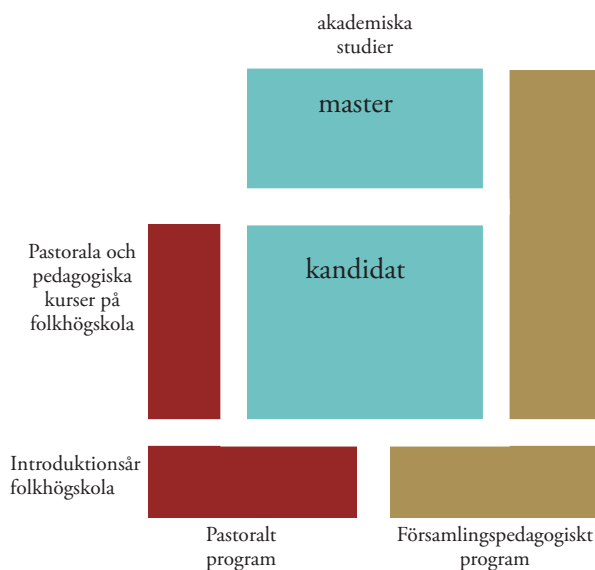 akademiska
studier
master
Pastorala och
pedagogiska
kurser på
folkhögskola
kandidat
Introduktionsår
folkhögskola
Pastoralt
program
Församlingspedagogiskt
program